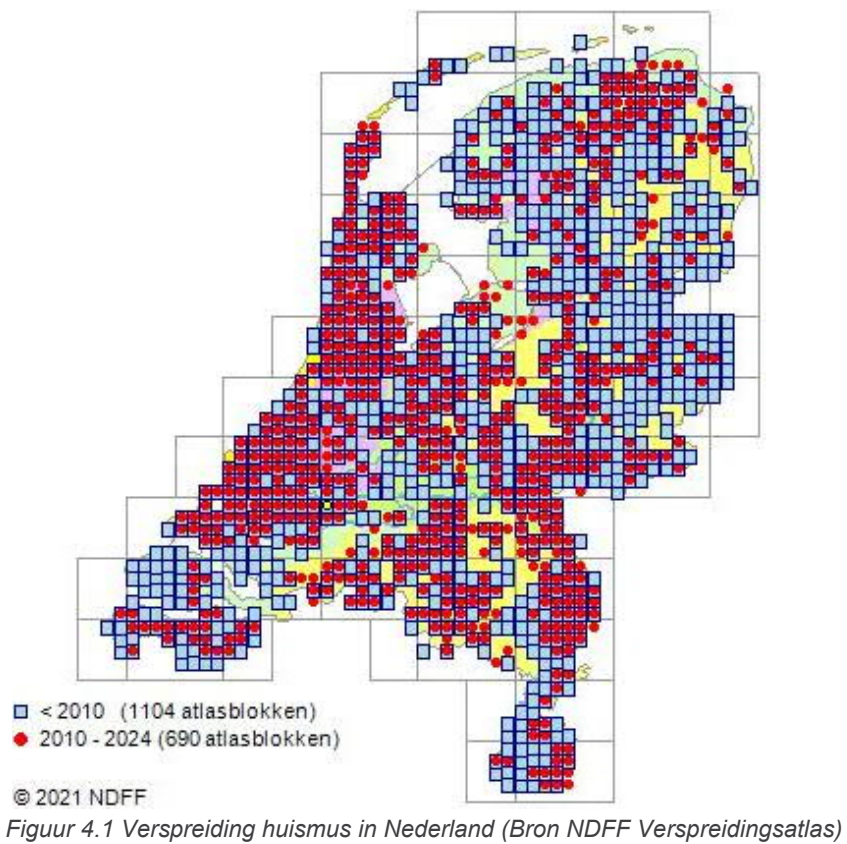 < 2010 (1104 atlasblokken)
2010 - 2024 (690 atlasblokken)
© 2021 NDFF
Figuur 4.1 Verspreiding huismus in Nederland (Bron NDFF Verspreidingsatlas)